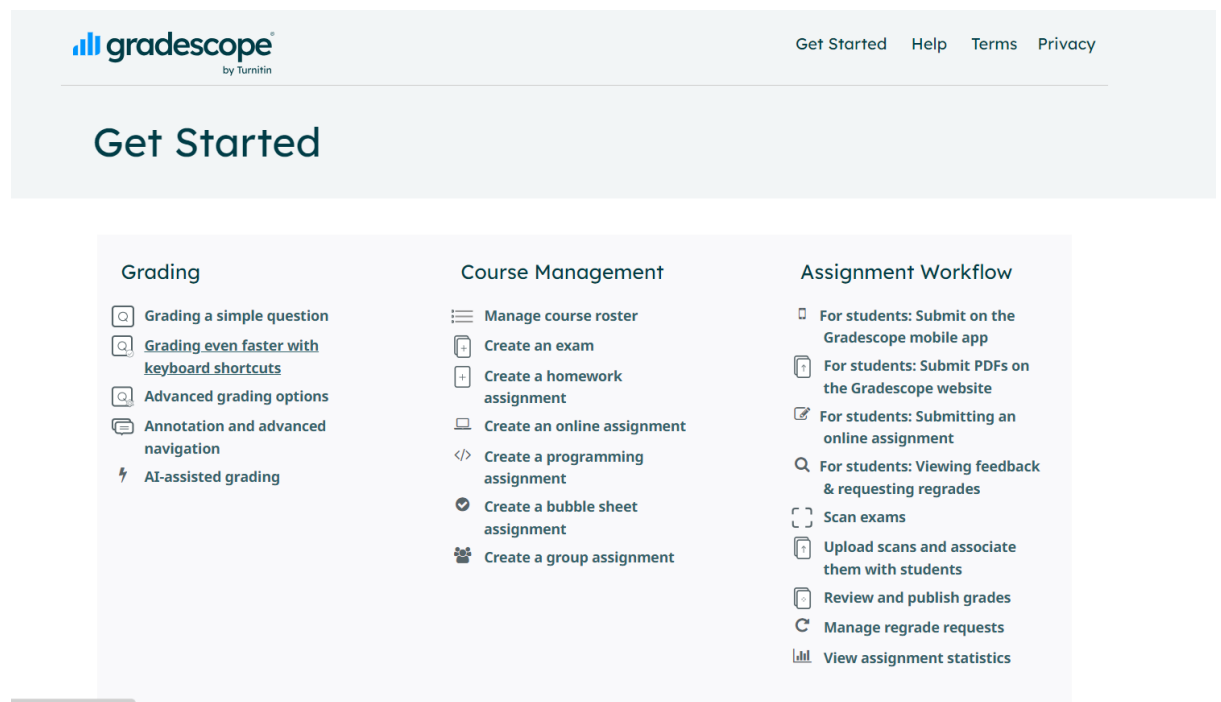 gradescope®
by Turnitin
Get Started Help Terms Privacy
Get Started
Grading
Grading a simple question
Grading even faster with
keyboard shortcuts
Advanced grading options
Annotation and advanced
navigation
AI-assisted grading
Course Management
Manage course roster
Create an exam
Create a homework
assignment
Create an online assignment
Create a programming
assignment
Create a bubble sheet
assignment
Create a group assignment
Assignment Workflow
For students: Submit on the
Gradescope mobile app
For students: Submit PDFs on
the Gradescope website
For students: Submitting an
online assignment
For students: Viewing feedback
& requesting regrades
Scan exams
Upload scans and associate
them with students
Review and publish grades
Manage regrade requests
View assignment statistics